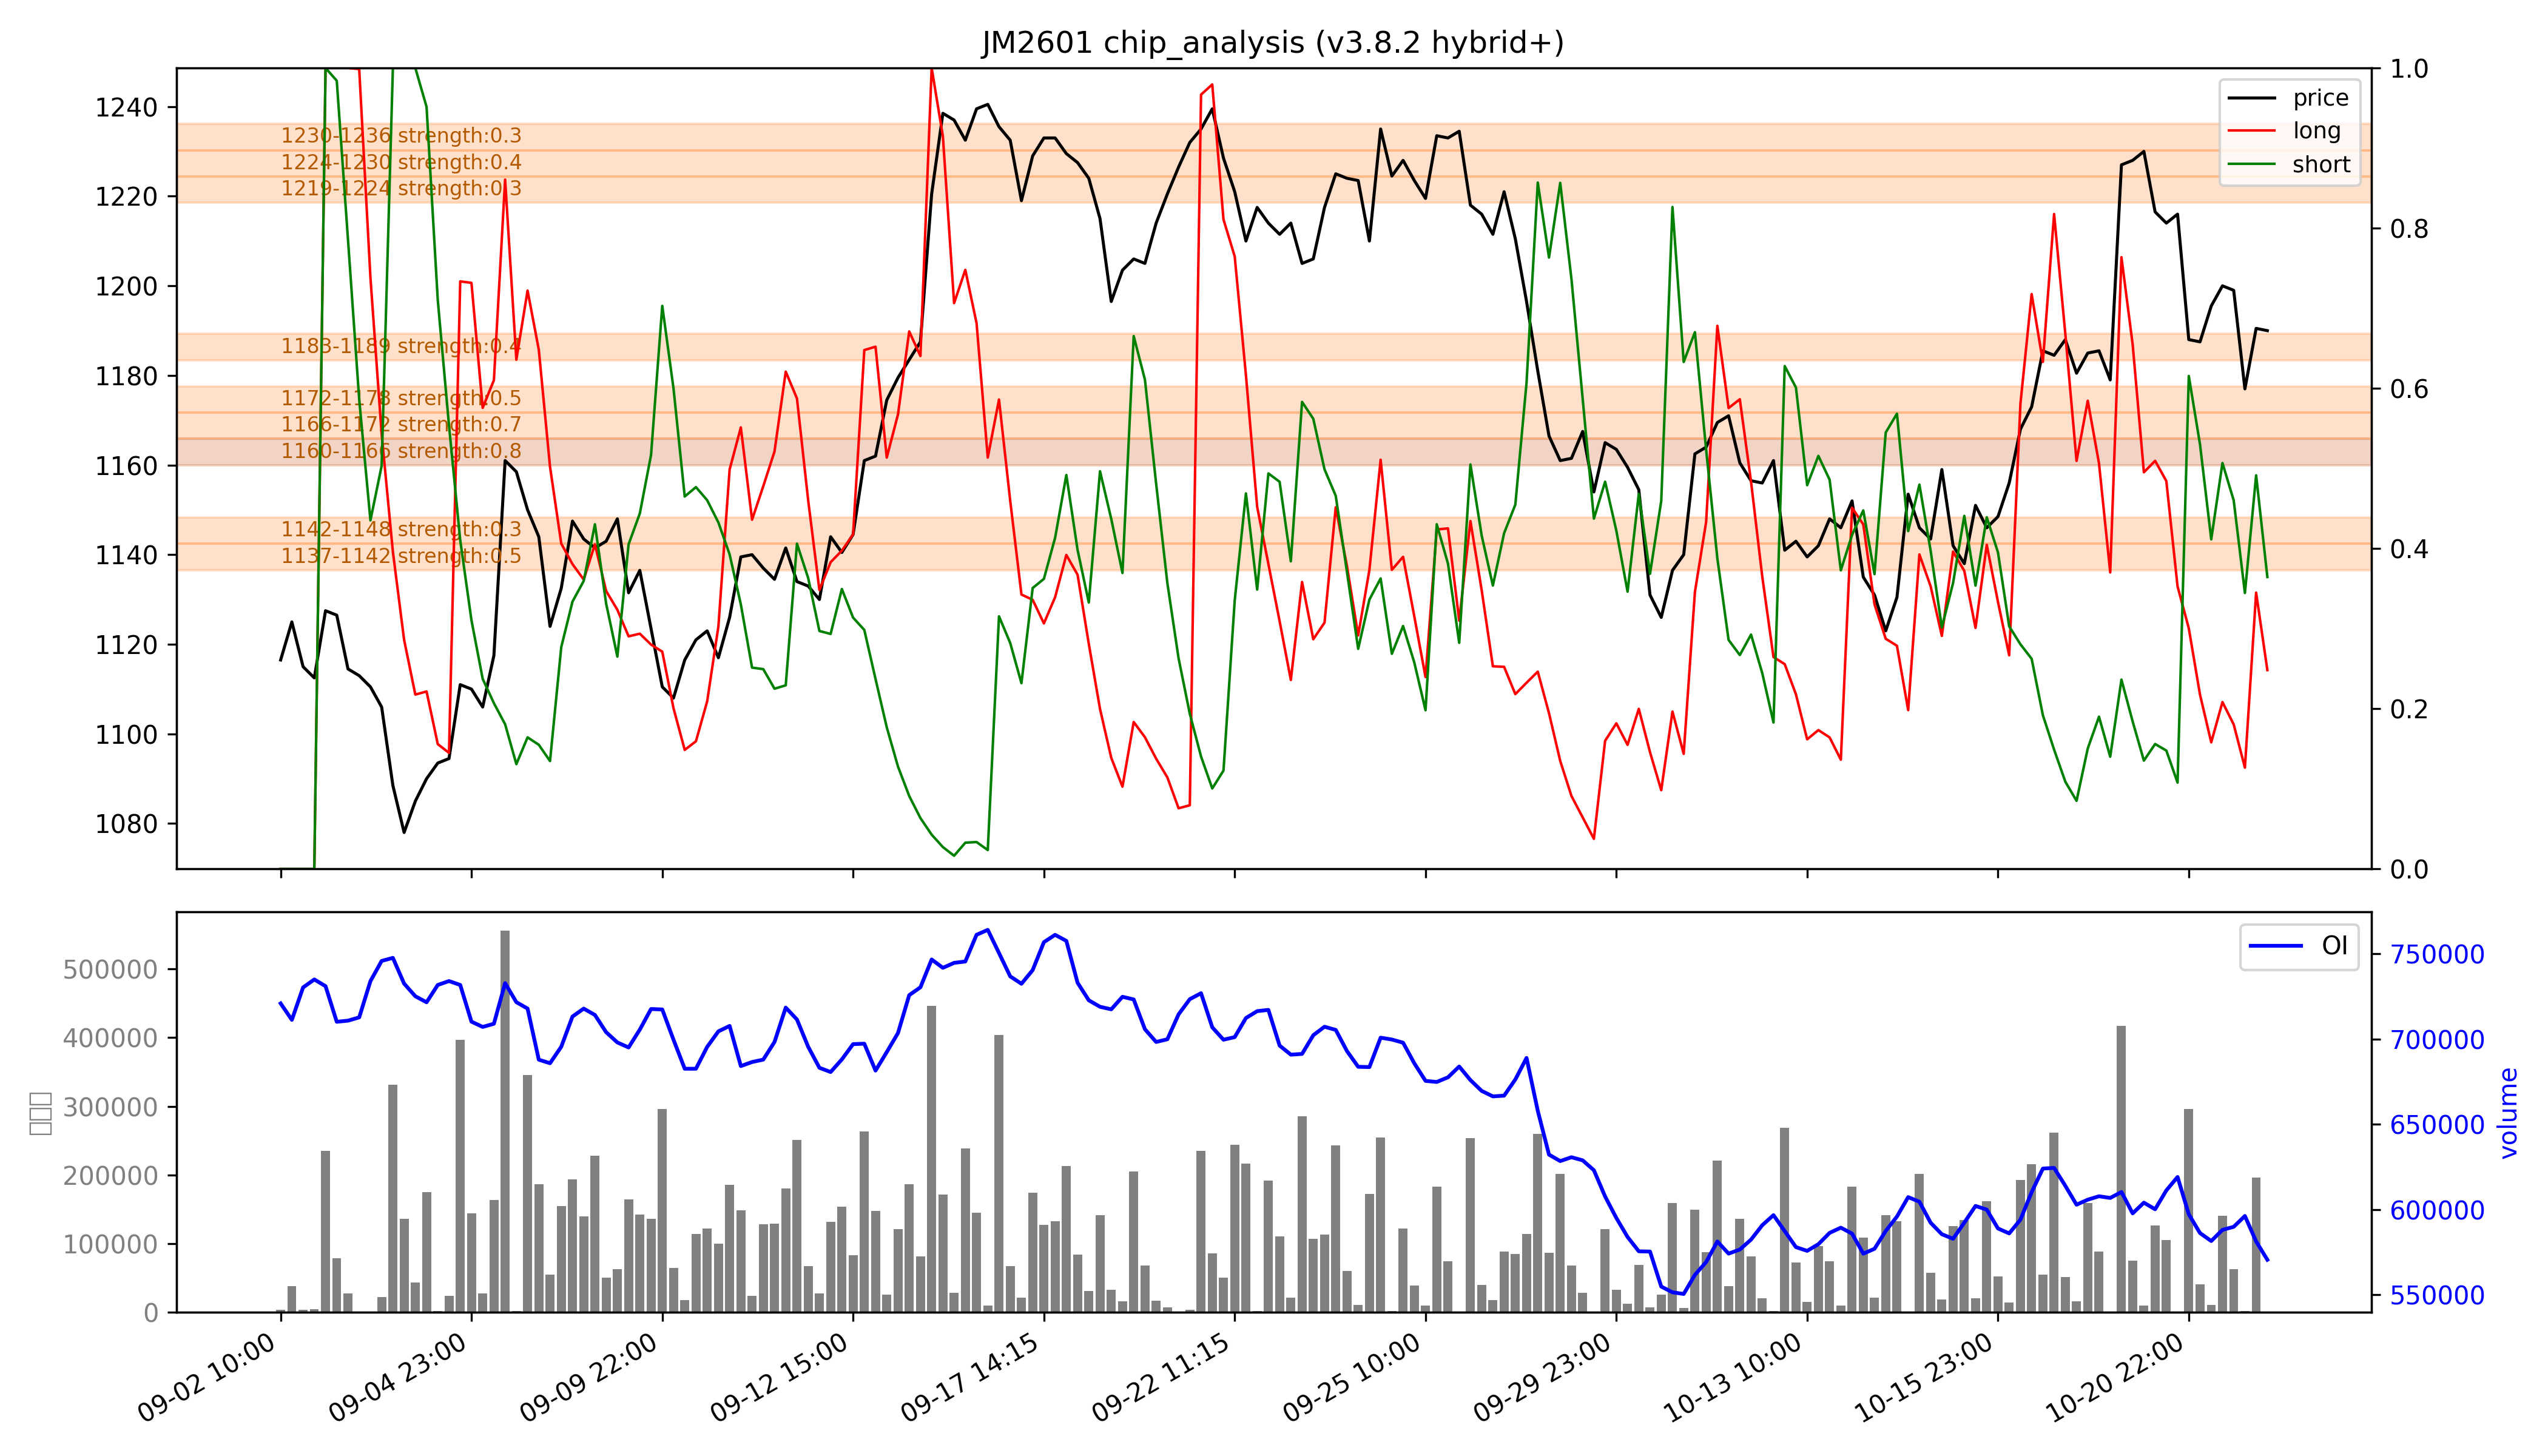 JM2601 chip_analysis (v3.8.2 hybrid+)
1240
1220
1200
1180
1160
1140
1120
1100
1080
1230-1236 strength:0.3
1224-1230 strength:0.4
1219-1224 strength:0.3
1183-1189 strength:0.4
1172-1178 strength:0.5
1166-1172 strength:0.7
1160-1166 strength:0.8
1142-1148 strength:0.3
1137-1142 strength:0.5
price
long
short
1.0
0.8
0.6
0.4
0.2
0.0
500000
400000
300000
200000
100000
0
OI
750000
700000
650000
600000
550000
volume
09-02 10:00
09-04 23:00
09-09 22:00
09-12 15:00
09-17 14:15
09-22 11:15
09-25 10:00
09-29 23:00
10-13 10:00
10-15 23:00
10-20 22:00